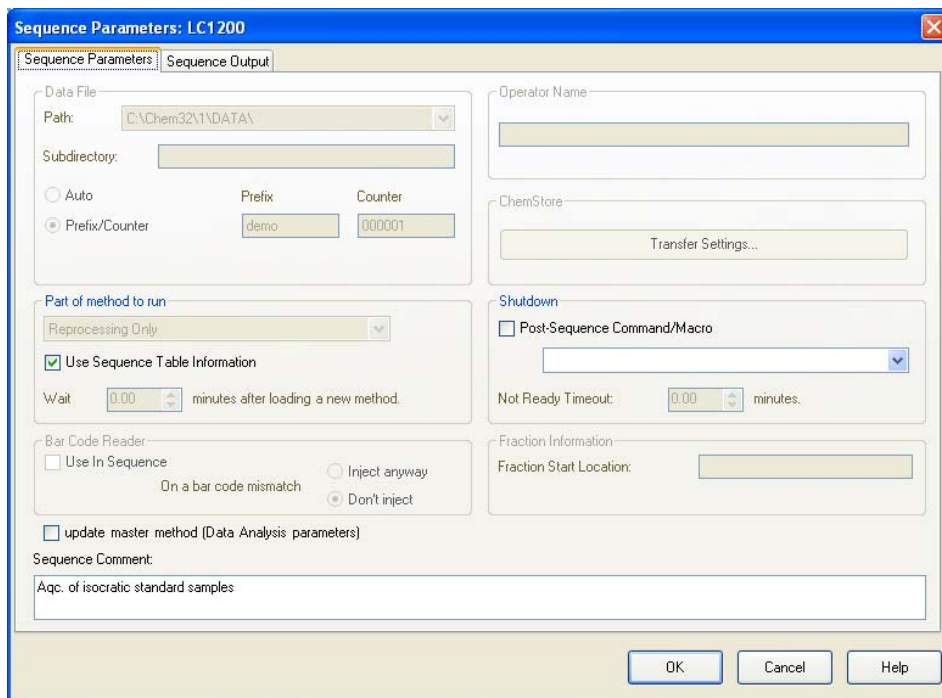 Sequence Parameters: LC1200
Sequence Parameters
Sequence Output
Data File
Path:
C:\Chem32\1\DATA\
Subdirectory:
Auto
Prefix
Counter
Prefix/Counter
demo
000001
Operator Name
ChemStore
Transfer Settings...
Part of method to run
Reprocessing Only
Use Sequence Table Information
Wait
0.00
minutes after loading a new method.
Shutdown
Post-Sequence Command/Macro
Not Ready Timeout:
0.00
minutes.
Bar Code Reader
Use In Sequence
On a bar code mismatch
Inject anyway
Don't inject
Fraction Information
Fraction Start Location:
update master method (Data Analysis parameters)
Sequence Comment:
Aqc. of isocratic standard samples
OK
Cancel
Help